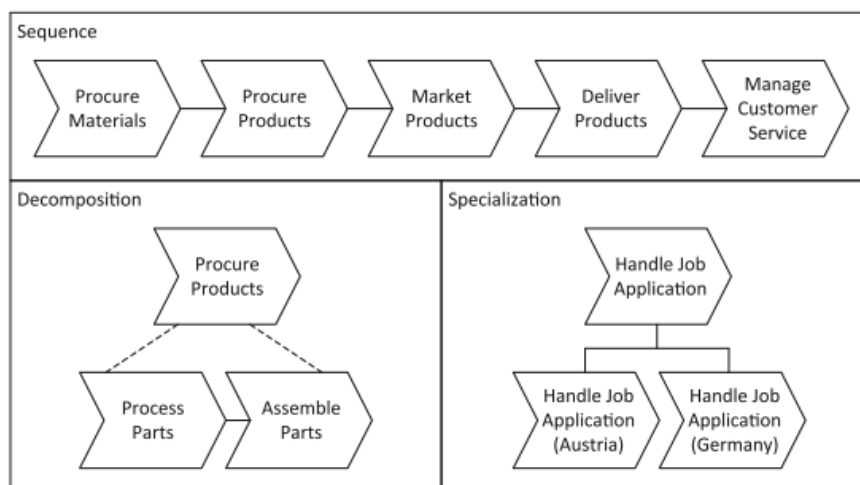 Sequence
Procure
Materials
Procure
Products
Market
Products
Deliver
Products
Manage
Customer
Service
Decomposition
Procure
Products
Process
Parts
Assemble
Parts
Specialization
Handle Job
Application
Handle Job
Application
(Austria)
Handle Job
Application
(Germany)